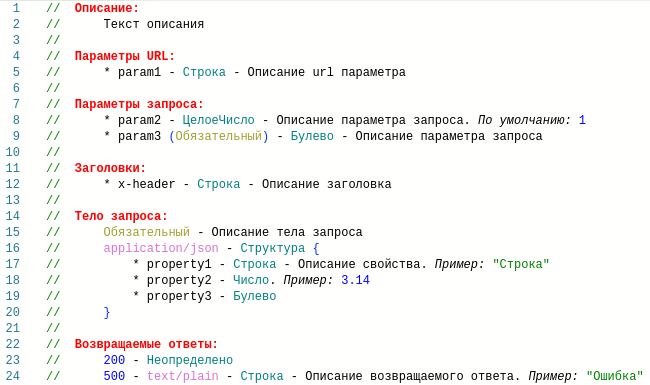 1 // Описание:
2 // Текст описания
3 //
4 // Параметры URL:
5 // * param1 - Строка - Описание url параметра
6 //
7 // Параметры запроса:
8 // * param2 - ЦелоеЧисло - Описание параметра запроса. По умолчанию: 1
9 // * param3 (Обязательный) - Булево - Описание параметра запроса
10 //
11 // Заголовки:
12 // * x-header - Строка - Описание заголовка
13 //
14 // Тело запроса:
15 // Обязательный - Описание тела запроса
16 // application/json - Структура {
17 // * property1 - Строка - Описание свойства. Пример: "Строка"
18 // * property2 - Число. Пример: 3.14
19 // * property3 - Булево
20 // }
21 //
22 // Возвращаемые ответы:
23 // 200 - Неопределено
24 // 500 - text/plain - Строка - Описание возвращаемого ответа. Пример: "Ошибка"